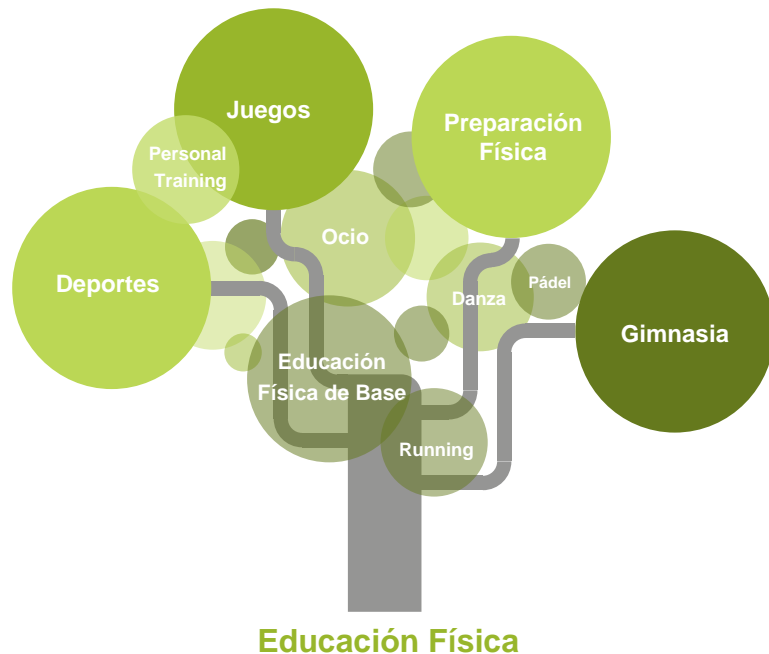 Juegos
Preparación
Física
Personal
Training
Ocio
Deportes
Danza
Pádel
Gimnasia
Educación
Física de Base
Running
Educación Física